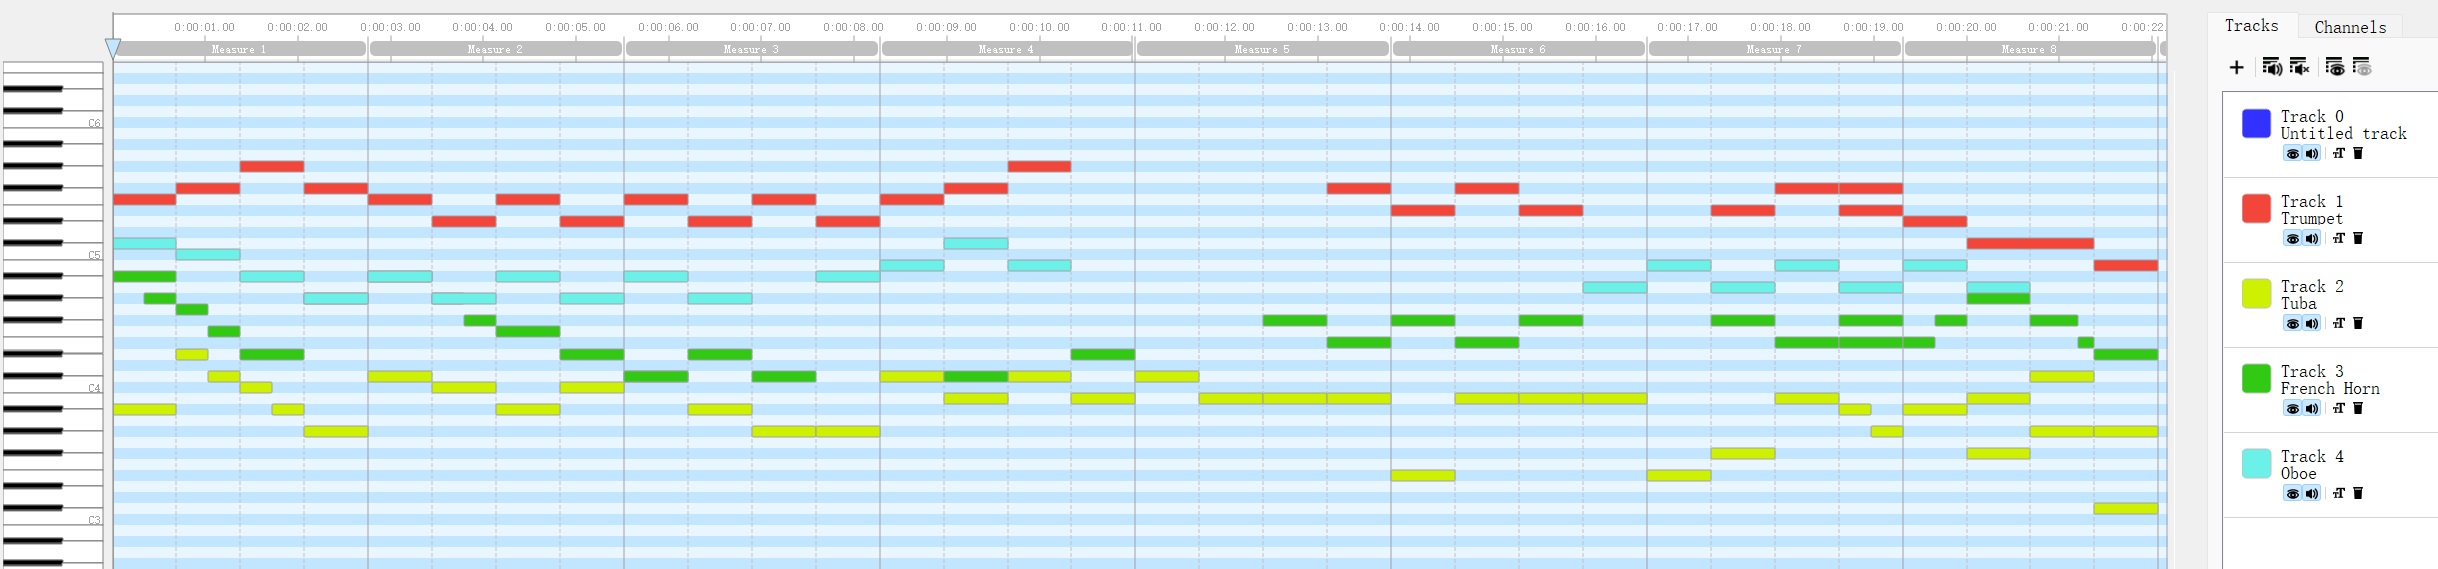 0:00:01.00 0:00:02.00 0:00:03.00 0:00:04.00 0:00:05.00 0:00:06.00 0:00:07.00 0:00:08.00 0:00:09.00 0:00:10.00 0:00:11.00 0:00:12.00 0:00:13.00 0:00:14.00 0:00:15.00 0:00:16.00 0:00:17.00 0:00:18.00 0:00:19.00 0:00:20.00 0:00:21.00 0:00:22.
Measure 1 Measure 2 Measure 3 Measure 4 Measure 5 Measure 6 Measure 7 Measure 8
C6
C5
C4
C3
Tracks Channels
Track 0
Untitled track
Track 1
Trumpet
Track 2
Tuba
Track 3
French Horn
Track 4
Oboe